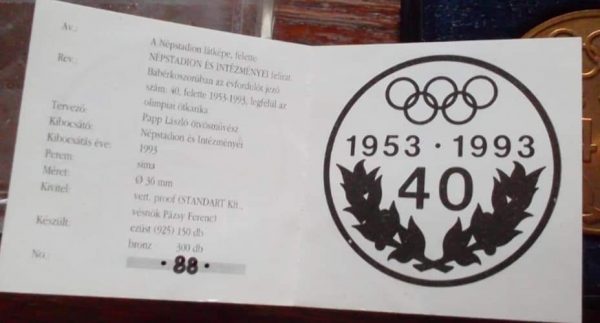 Av.: A Népstadion látképe, felette
NÉPSTADION ÉS INTÉZMÉNYEI felirat.
Rev.: Babérkoszorúban az évfordulót jező
szám: 40, felette 1953-1993, legfelül az
olimpiai ötkarika
Tervező: Papp László ötvösművész
Kibocsátó: Népstadion és Intézményei
Kibocsátás éve: 1993
Perem: sima
Méret: Ø 36 mm
Kivitel: vert, proof (STANDART Kft.,
vésnök Pázsy Ferenc)
Készült: ezüst (925) 150 db
bronz 300 db
No.: • 88 •
1953 · 1993
40